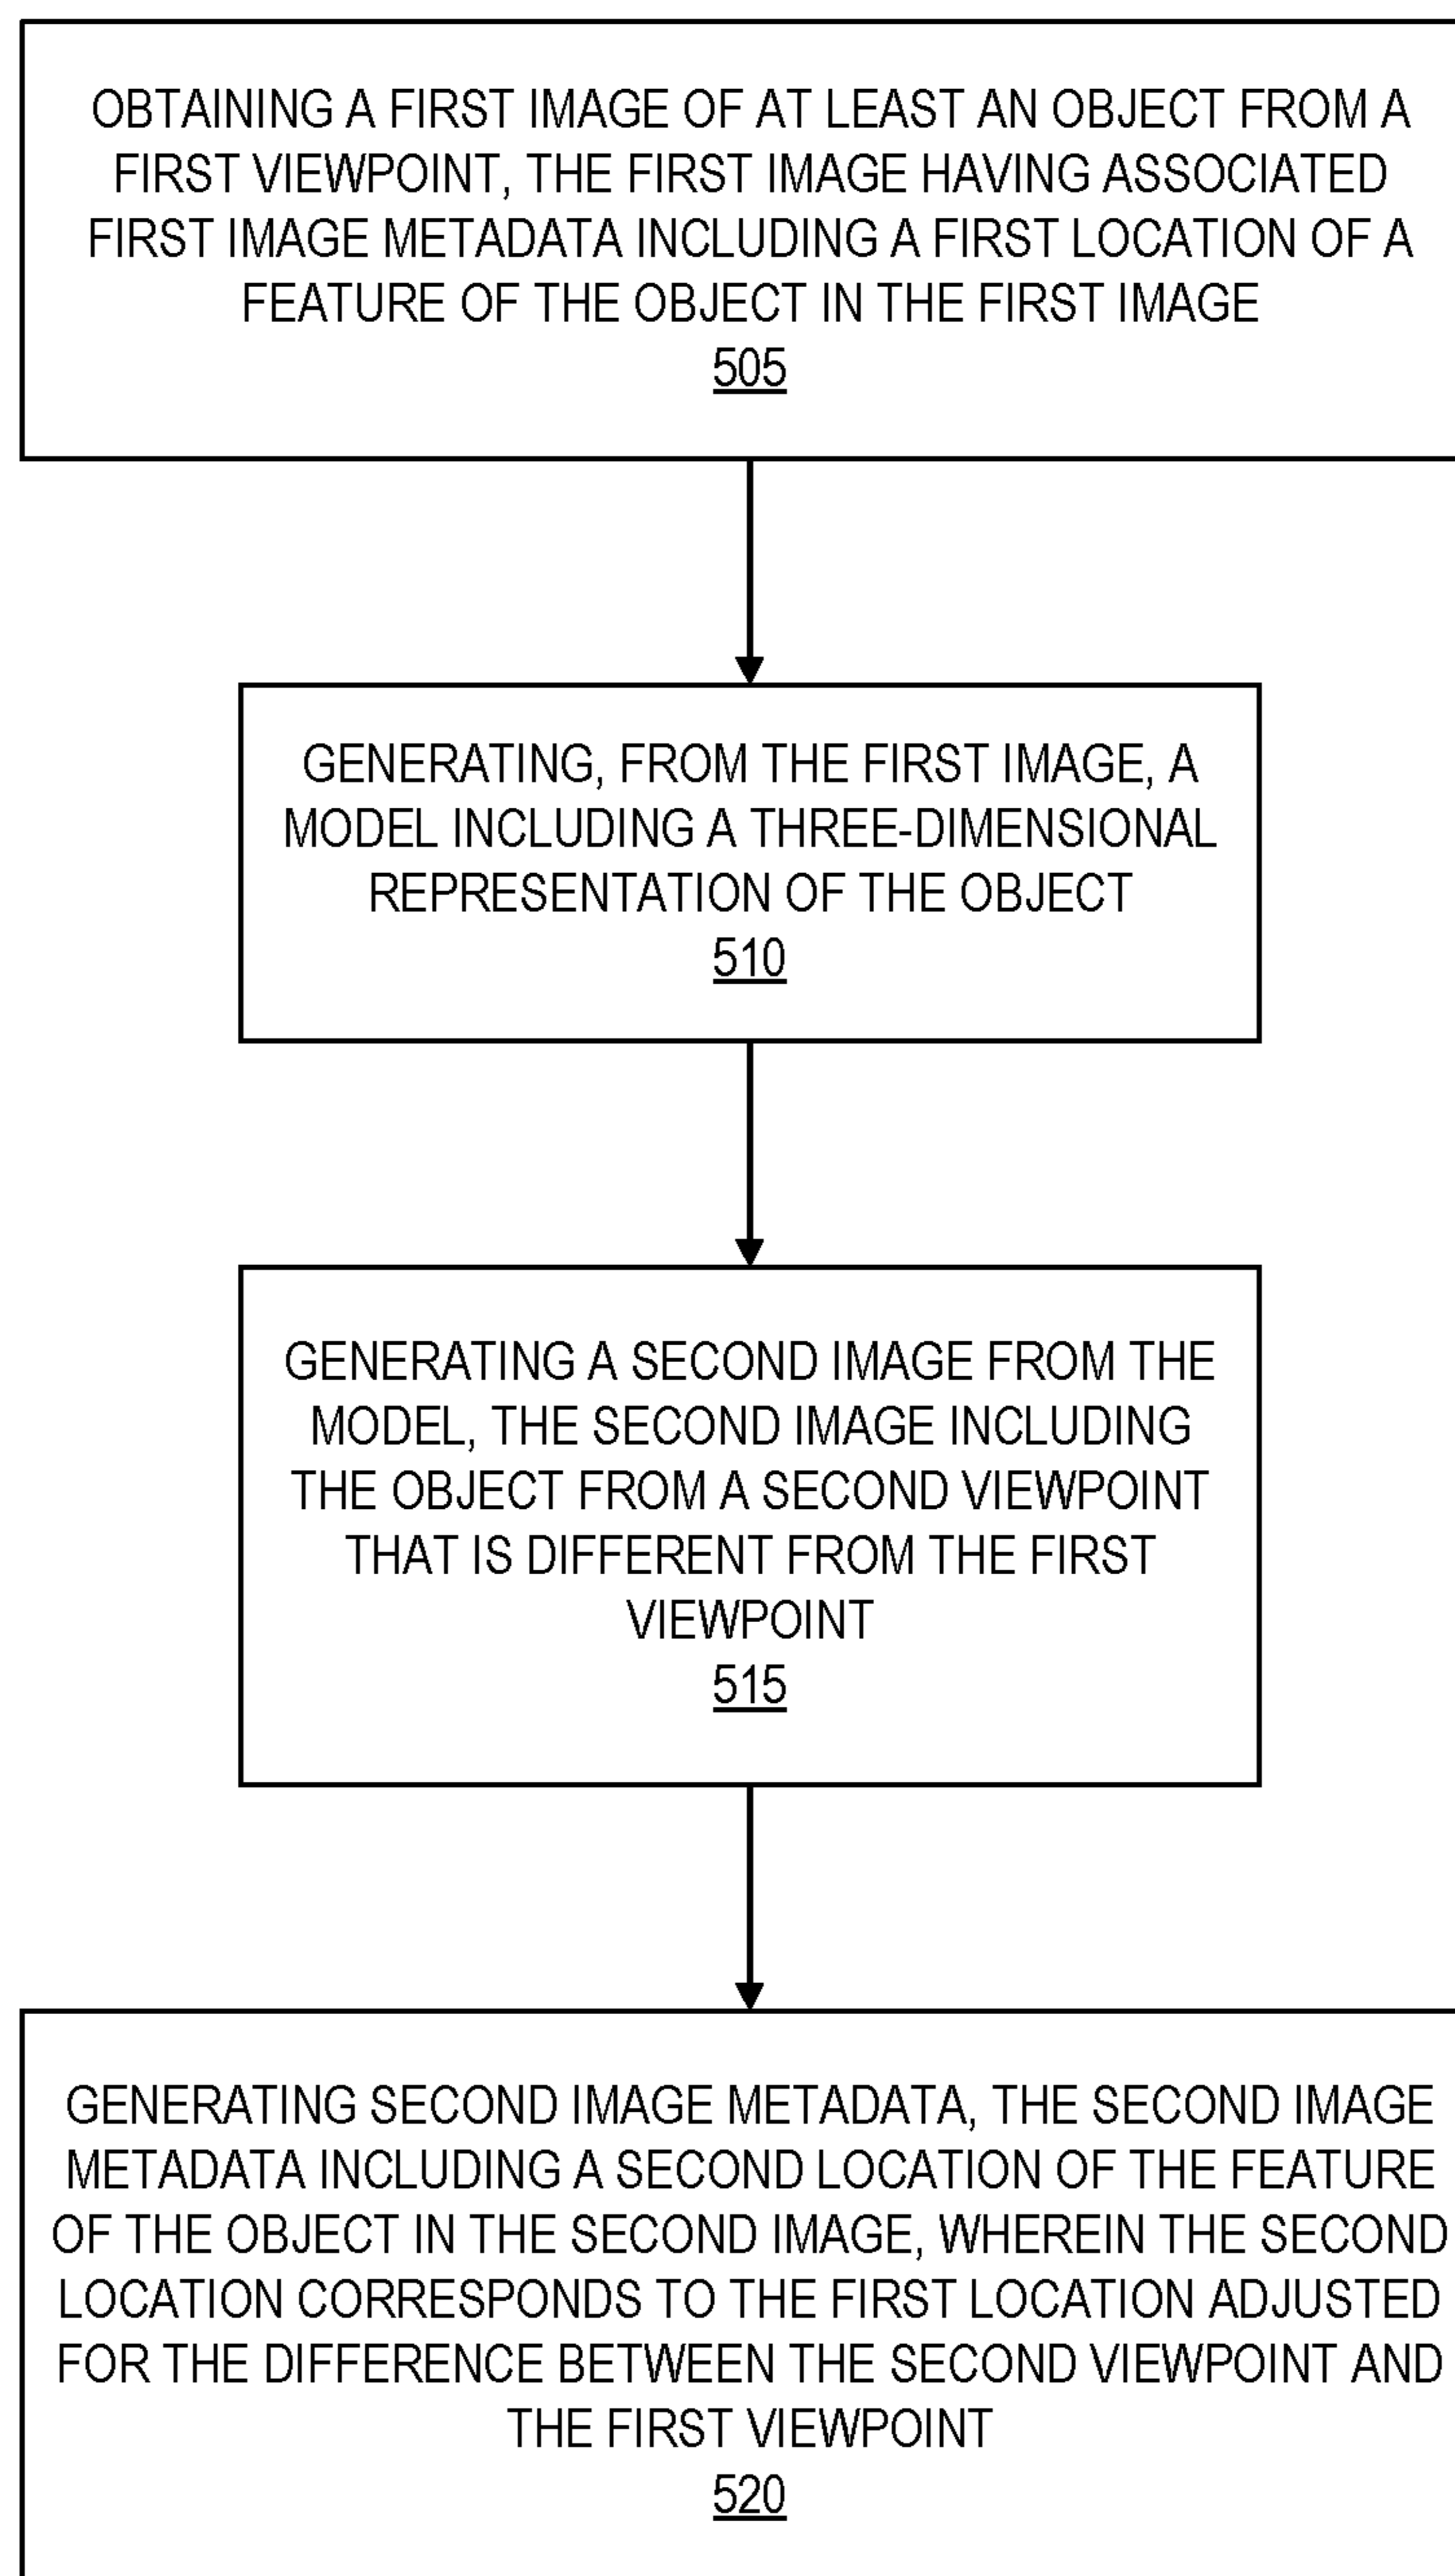 OBTAINING A FIRST IMAGE OF AT LEAST AN OBJECT FROM A
FIRST VIEWPOINT, THE FIRST IMAGE HAVING ASSOCIATED
FIRST IMAGE METADATA INCLUDING A FIRST LOCATION OF A
FEATURE OF THE OBJECT IN THE FIRST IMAGE
505
GENERATING, FROM THE FIRST IMAGE, A
MODEL INCLUDING A THREE-DIMENSIONAL
REPRESENTATION OF THE OBJECT
510
GENERATING A SECOND IMAGE FROM THE
MODEL, THE SECOND IMAGE INCLUDING
THE OBJECT FROM A SECOND VIEWPOINT
THAT IS DIFFERENT FROM THE FIRST
VIEWPOINT
515
GENERATING SECOND IMAGE METADATA, THE SECOND IMAGE
METADATA INCLUDING A SECOND LOCATION OF THE FEATURE
OF THE OBJECT IN THE SECOND IMAGE, WHEREIN THE SECOND
LOCATION CORRESPONDS TO THE FIRST LOCATION ADJUSTED
FOR THE DIFFERENCE BETWEEN THE SECOND VIEWPOINT AND
THE FIRST VIEWPOINT
520